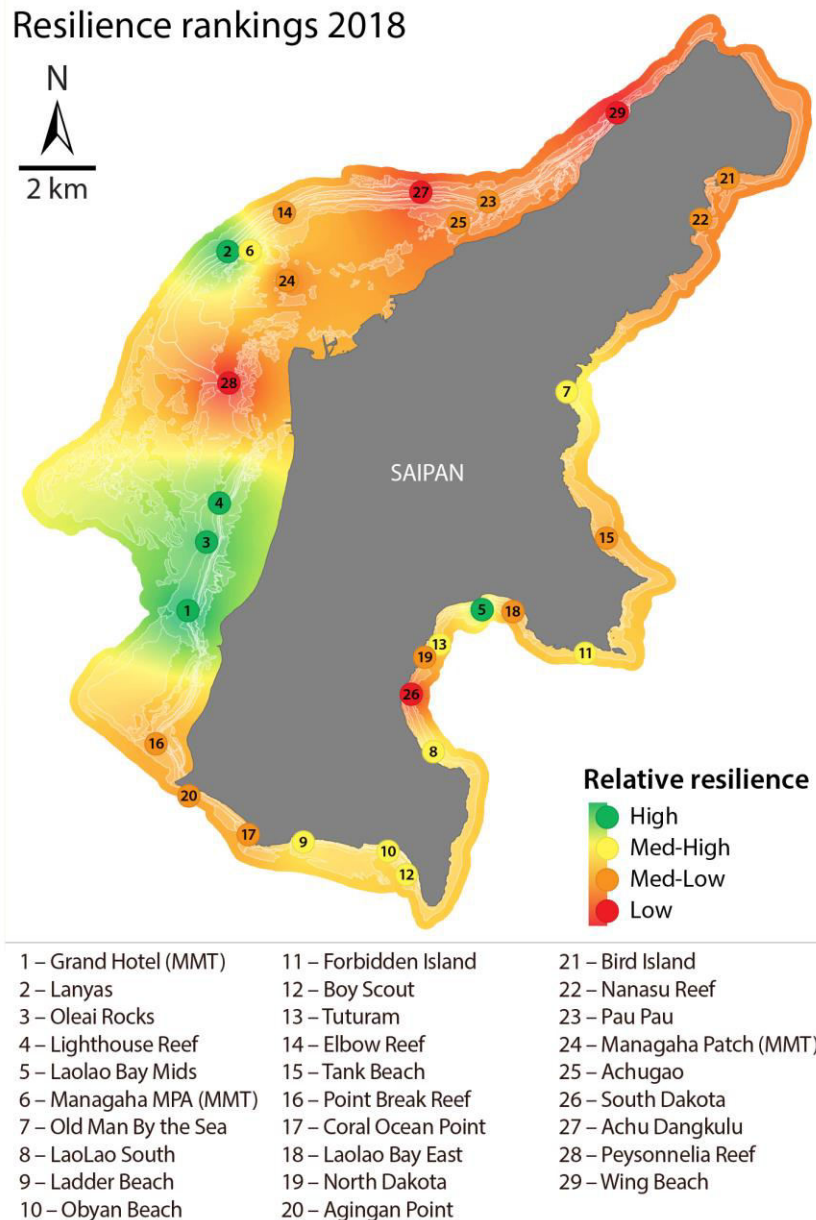 Resilience rankings 2018
N
2 km
29
21
27
23
14
25
22
2
6
24
28
7
SAIPAN
4
3
15
1
5
18
13
11
19
26
16
8
20
17
9
10
12
Relative resilience
High
Med-High
Med-Low
Low
1 – Grand Hotel (MMT)
2 – Lanyas
3 – Oleai Rocks
4 – Lighthouse Reef
5 – Laolao Bay Mids
6 – Managaha MPA (MMT)
7 – Old Man By the Sea
8 – LaoLao South
9 – Ladder Beach
10 – Obyan Beach
11 – Forbidden Island
12 – Boy Scout
13 – Tuturam
14 – Elbow Reef
15 – Tank Beach
16 – Point Break Reef
17 – Coral Ocean Point
18 – Laolao Bay East
19 – North Dakota
20 – Agingan Point
21 – Bird Island
22 – Nanasu Reef
23 – Pau Pau
24 – Managaha Patch (MMT)
25 – Achugao
26 – South Dakota
27 – Achu Dangkulu
28 – Peysonnelia Reef
29 – Wing Beach